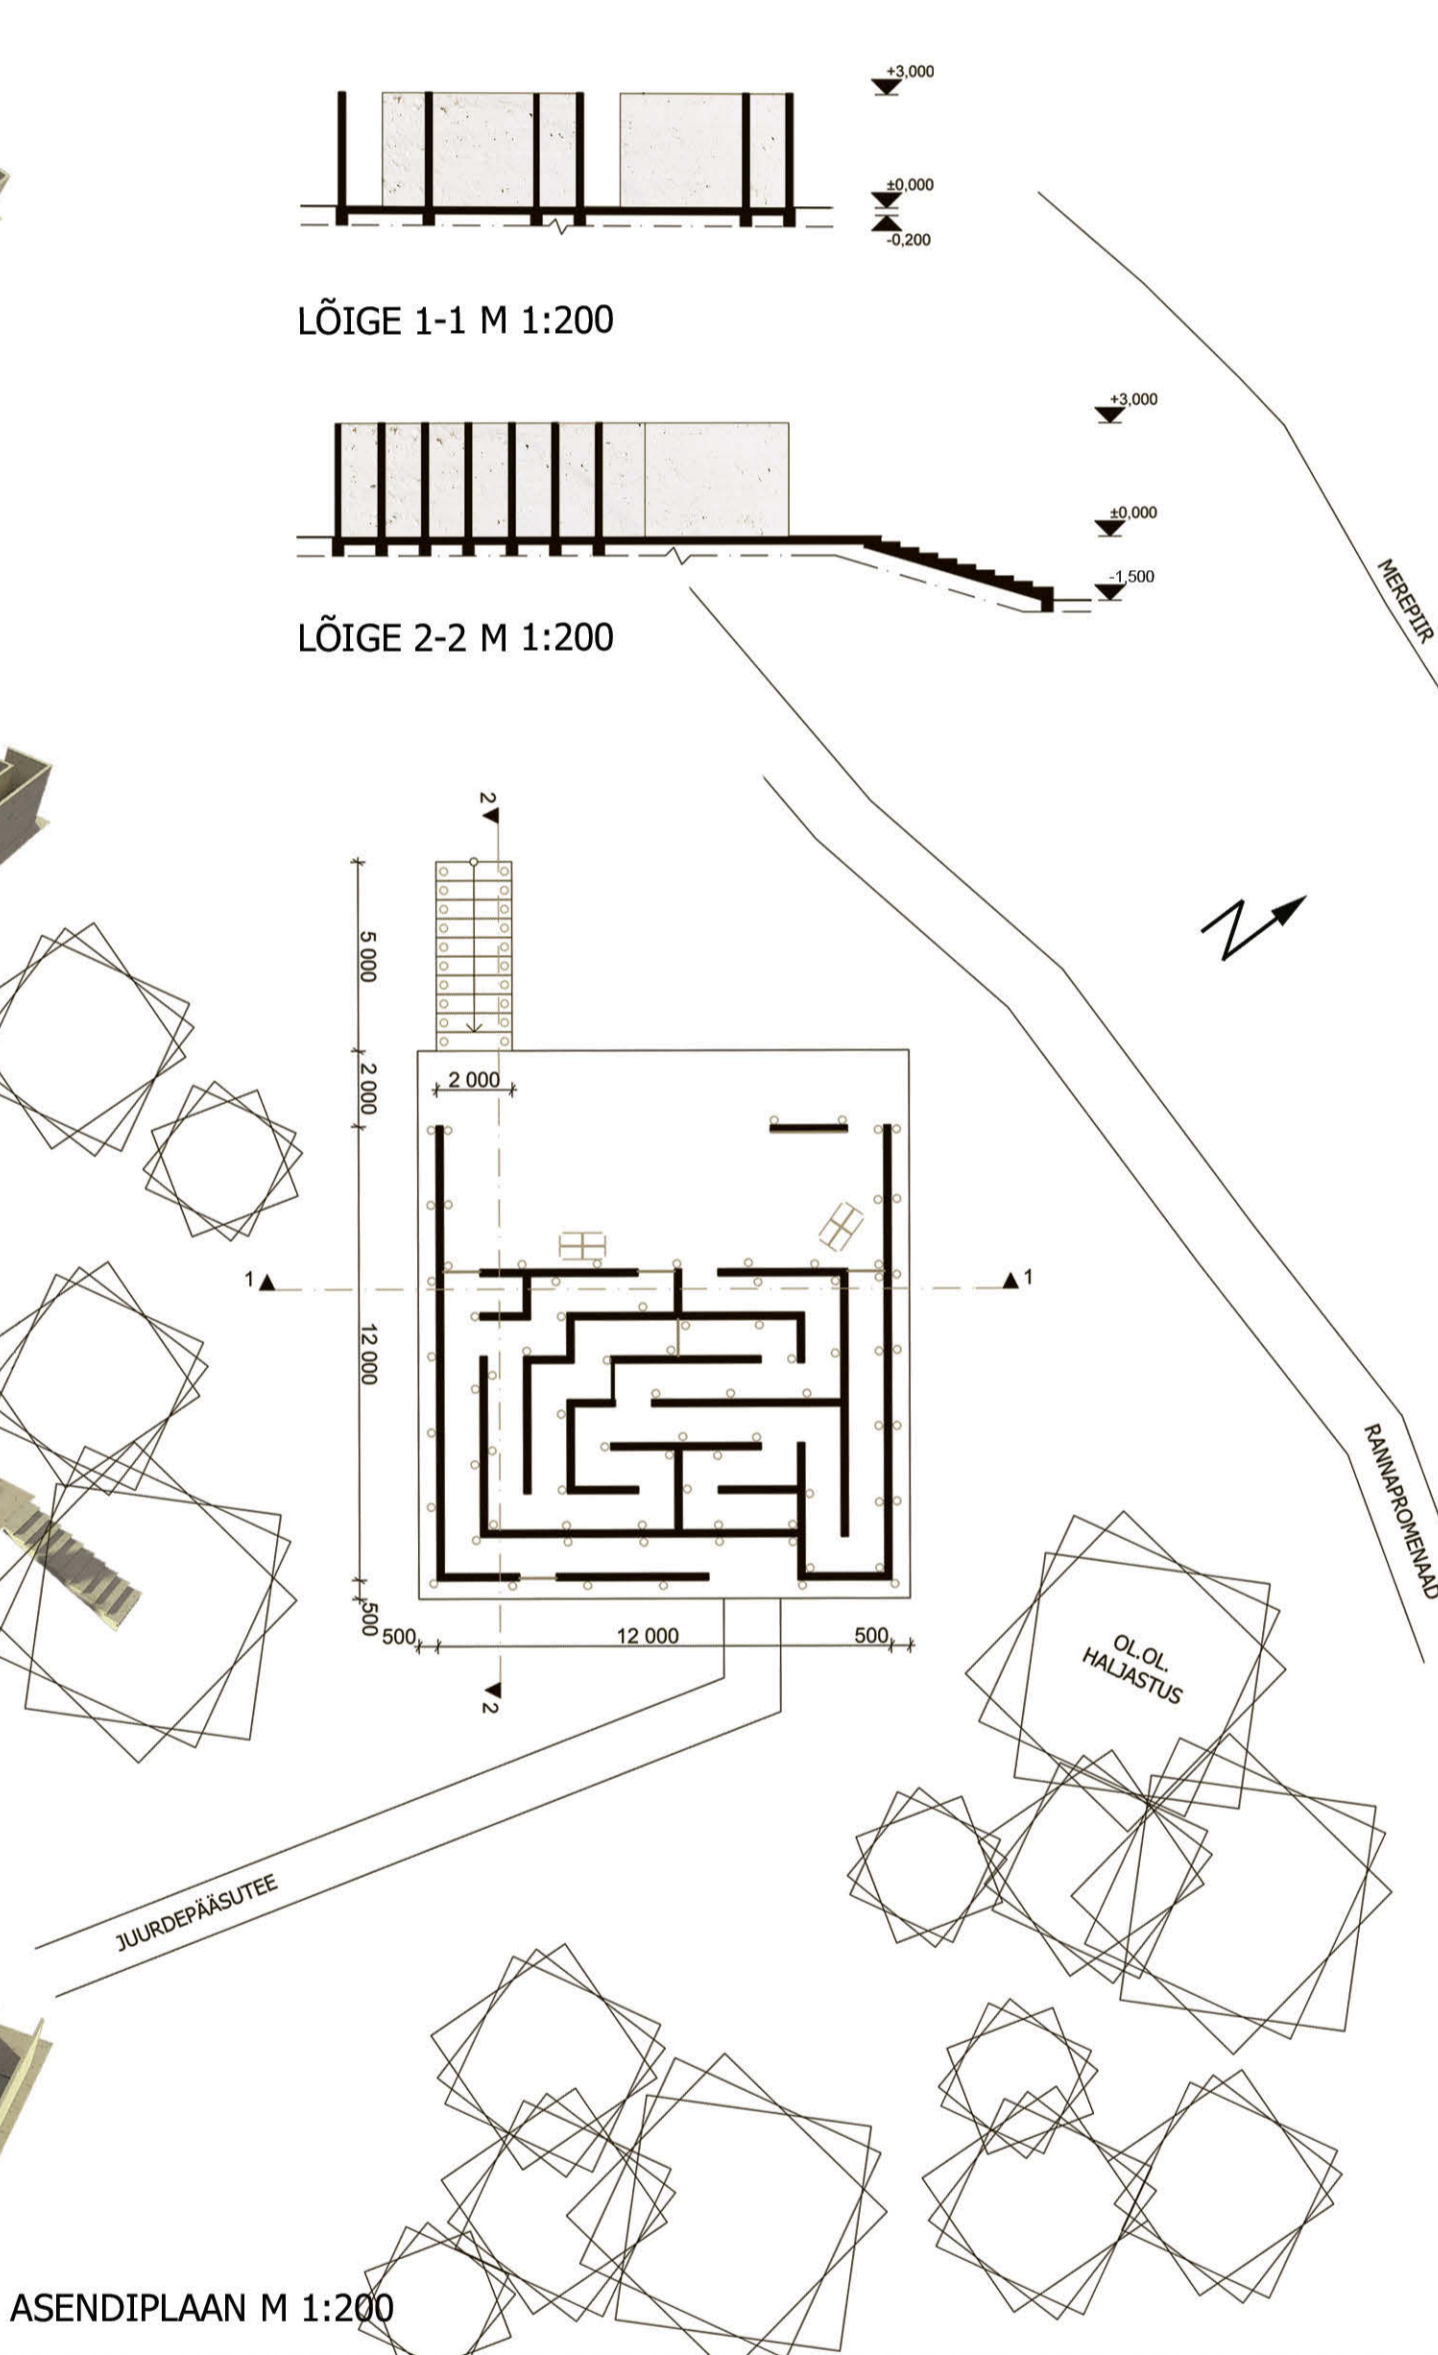 +3,000
±0,000
-0,200
LÕIGE 1-1 M 1:200
+3,000
±0,000
-1,500
LÕIGE 2-2 M 1:200
MEREPIIR
2
5 000
2 000
2 000
1
1
12 000
RANNAPROMENAAD
500
500
12 000
500
2
OL.OL.
HALJASTUS
JUURDEPÄÄSUTEE
ASENDIPLAAN M 1:200